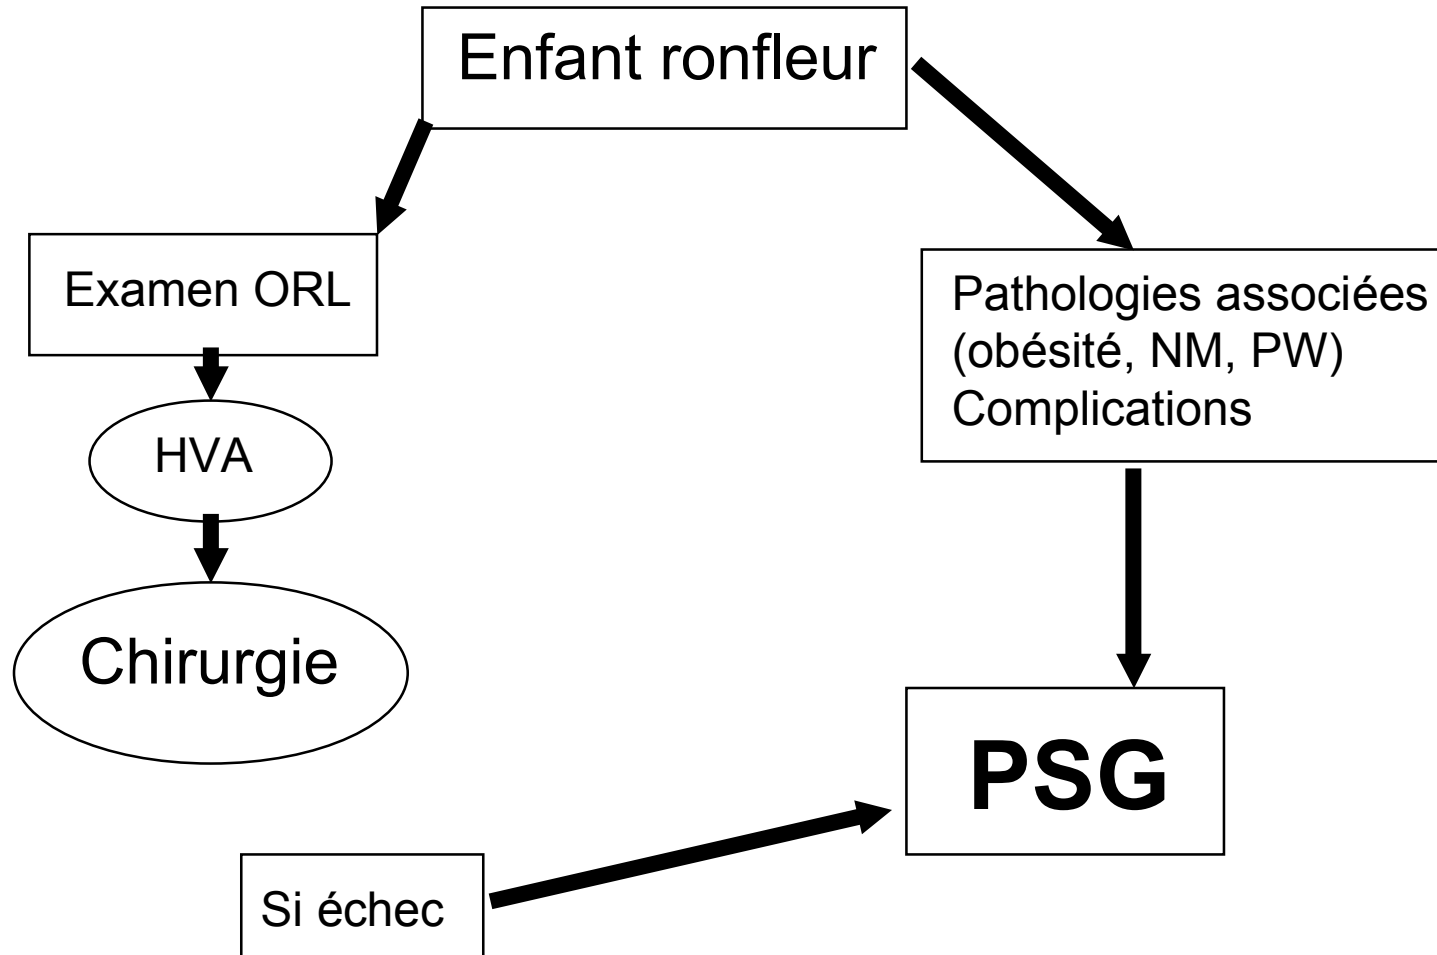 Enfant ronfleur
Examen ORL
HVA
Chirurgie
Pathologies associées
(obésité, NM, PW)
Complications
PSG
Si échec